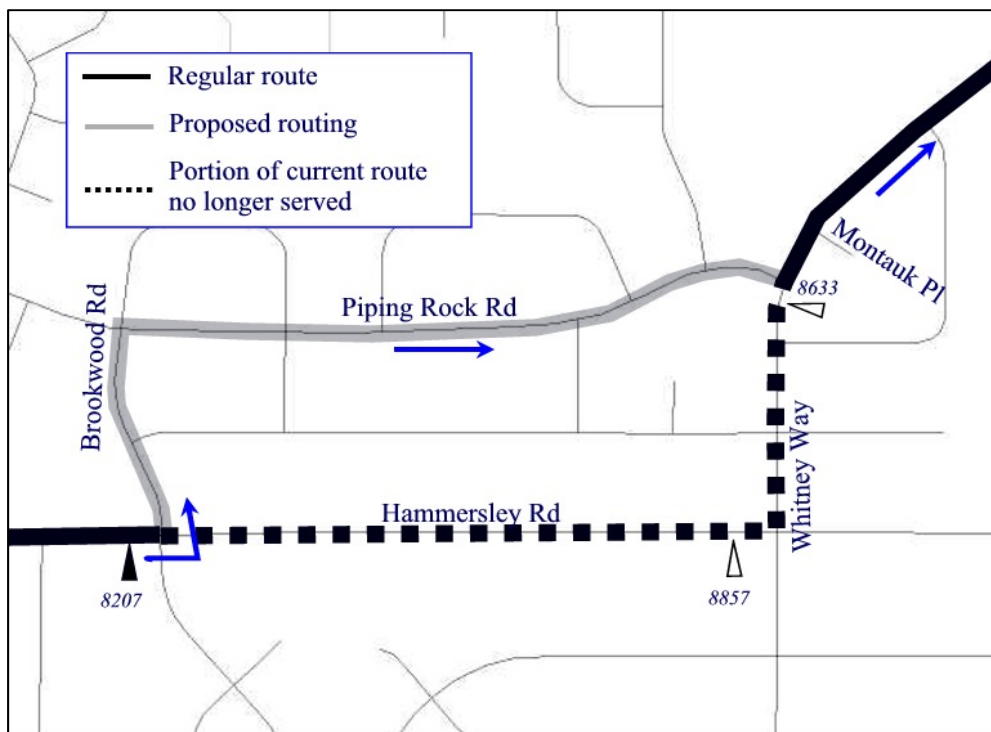 Regular route
Proposed routing
Portion of current route
no longer served
Montauk Pl
8633
Piping Rock Rd
Brookwood Rd
Whitney Way
Hammersley Rd
8207
8857